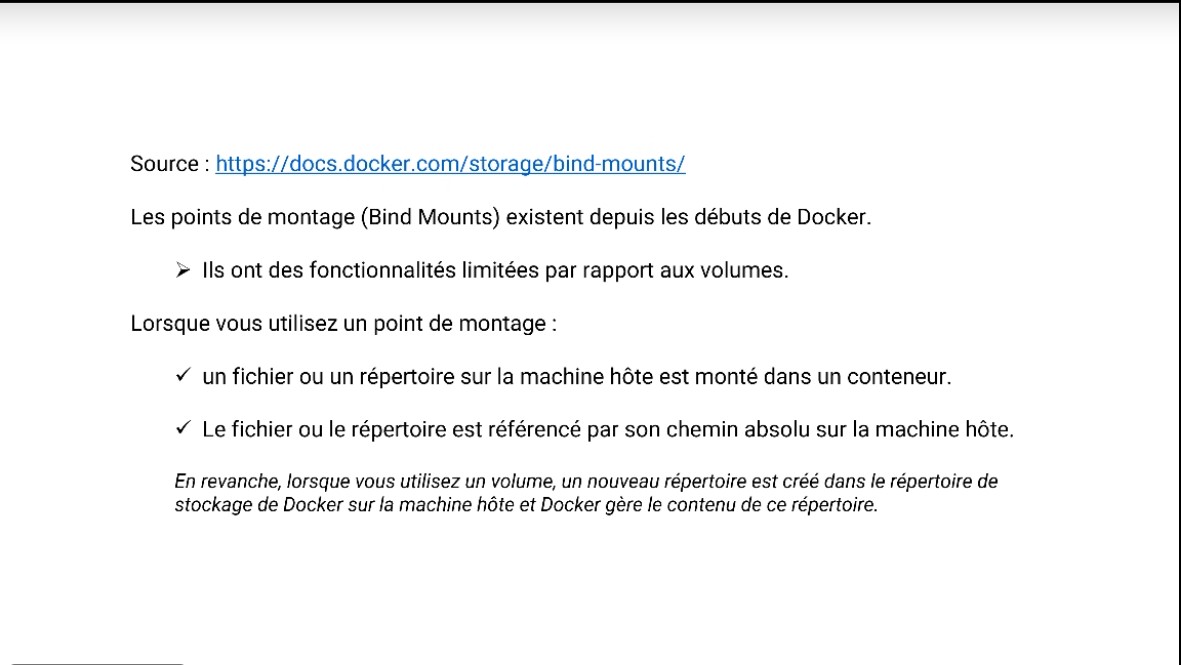 Source : https://docs.docker.com/storage/bind-mounts/
Les points de montage (Bind Mounts) existent depuis les débuts de Docker.
➢ Ils ont des fonctionnalités limitées par rapport aux volumes.
Lorsque vous utilisez un point de montage :
✓ un fichier ou un répertoire sur la machine hôte est monté dans un conteneur.
✓ Le fichier ou le répertoire est référencé par son chemin absolu sur la machine hôte.
En revanche, lorsque vous utilisez un volume, un nouveau répertoire est créé dans le répertoire de
stockage de Docker sur la machine hôte et Docker gère le contenu de ce répertoire.